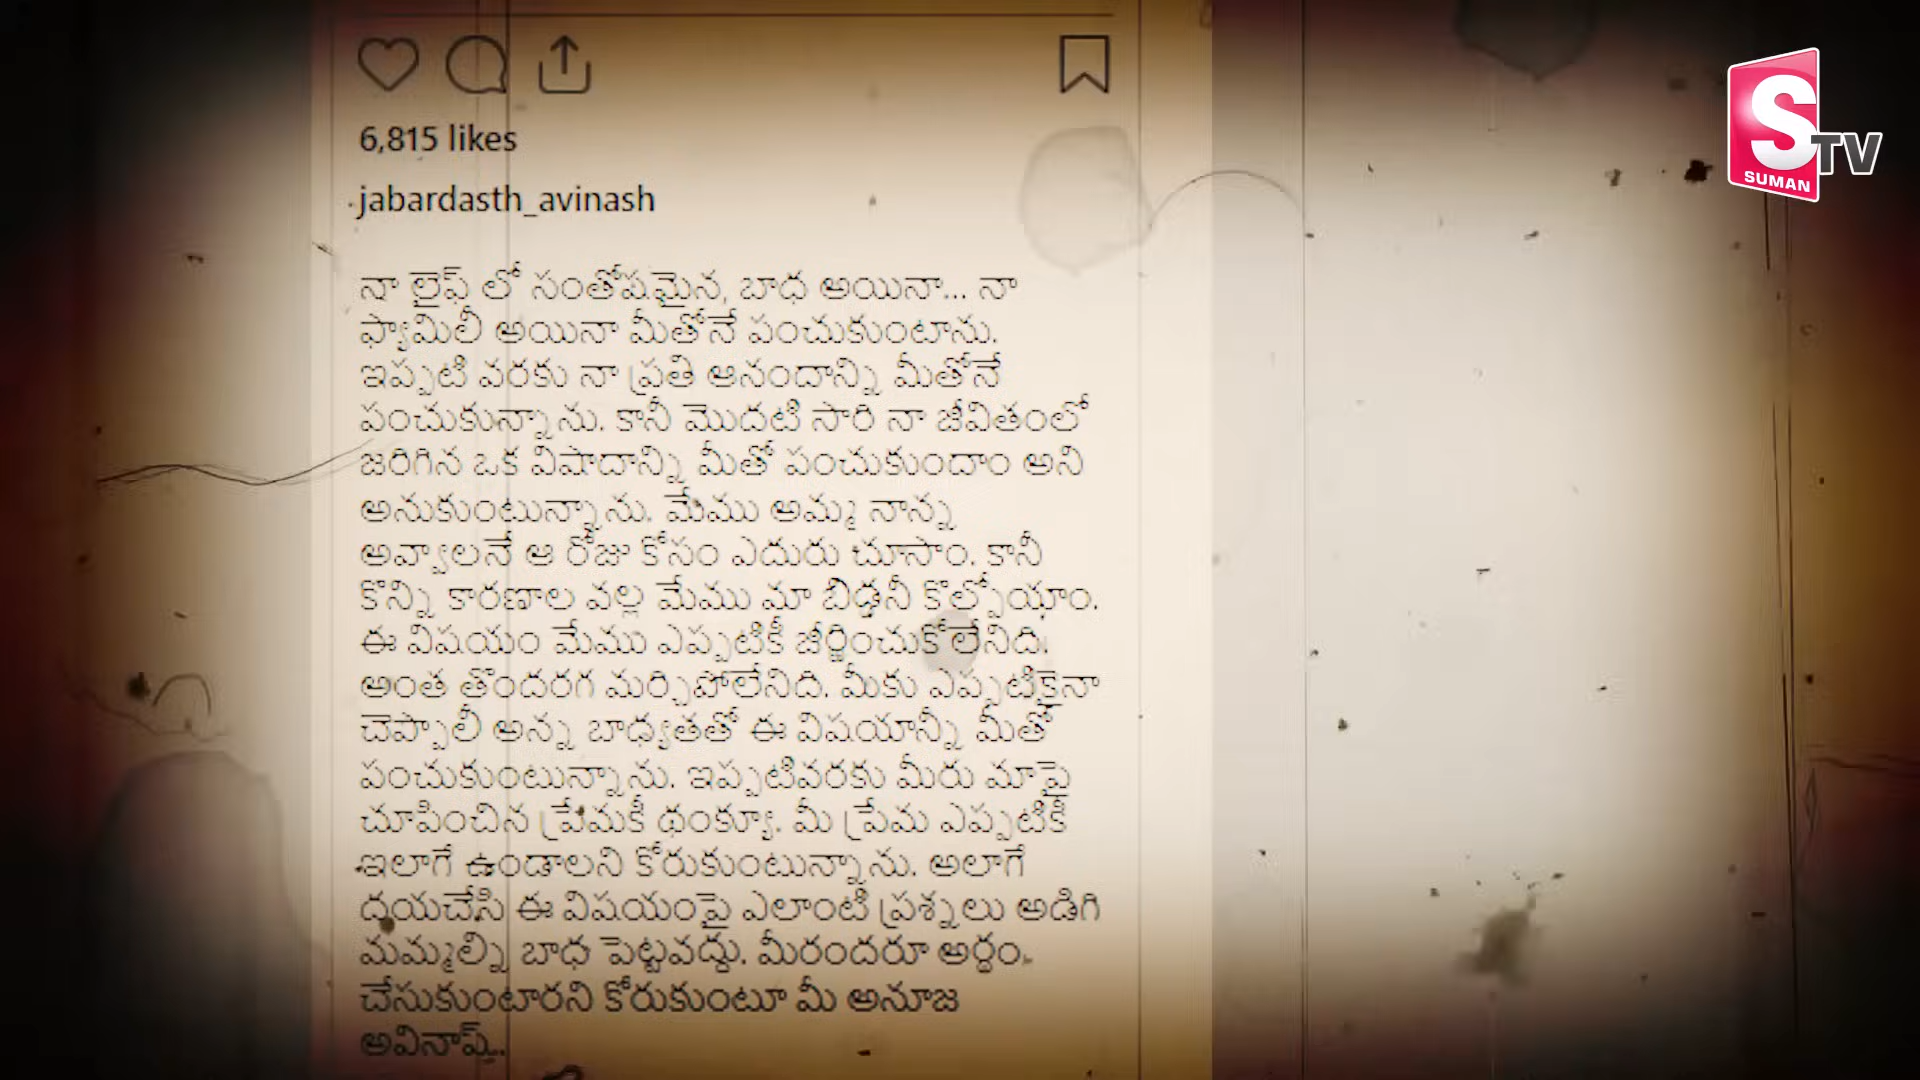 6,815 likes
jabardasth_avinash
నా లైఫ్ లో సంతోషమైన, బాధ అయినా... నా
ఫ్యామిలీ అయినా మీతోనే పంచుకుంటాను.
ఇప్పటి వరకు నా ప్రతి ఆనందాన్ని మీతోనే
పంచుకున్నాను. కానీ మొదటి సారి నా జీవితంలో
జరిగిన ఒక విషాదాన్ని మీతో పంచుకుందాం అని
అనుకుంటున్నాను. మేము అమ్మ నాన్న
అవ్వాలనే ఆ రోజు కోసం ఎదురు చూసాం. కానీ
కొన్ని కారణాల వల్ల మేము మా బిడ్డనీ కొల్పోయాం.
ఈ విషయం మేము ఎప్పటికీ జీర్ణించుకోలేనిది.
అంత తొందరగ మర్చిపోలేనిది. మీకు ఎప్పటికైనా
చెప్పాలీ అన్న బాధ్యతతో ఈ విషయాన్నీ మీతో
పంచుకుంటున్నాను. ఇప్పటివరకు మీరు మాపై
చూపించిన ప్రేమకీ థంక్యూ. మీ ప్రేమ ఎప్పటికీ
ఇలాగే ఉండాలని కోరుకుంటున్నాను. అలాగే
దయచేసి ఈ విషయంపై ఎలాంటి ప్రశ్నలు అడిగి
మమ్మల్ని బాధ పెట్టవద్దు. మీరందరూ అర్థం
చేసుకుంటారని కోరుకుంటూ మీ అనూజ
అవినాష్..
S TV
SUMAN